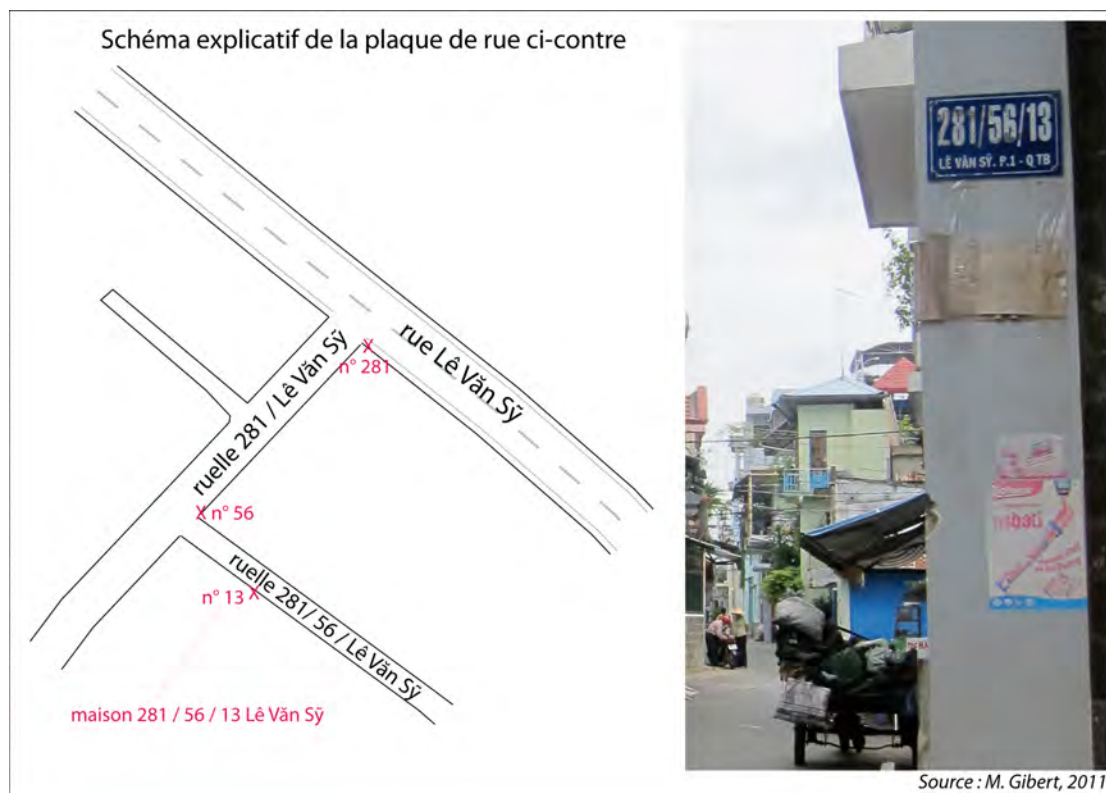 Schéma explicatif de la plaque de rue ci-contre
rue Lê Văn Sỹ
n° 281
ruelle 281 / Lê Văn Sỹ
n° 56
ruelle 281/ 56 / Lê Văn Sỹ
n° 13
maison 281 / 56 / 13 Lê Văn Sỹ
281/56/13
LÊ VĂN SỸ. P.1 - Q TB
Source : M. Gibert, 2011